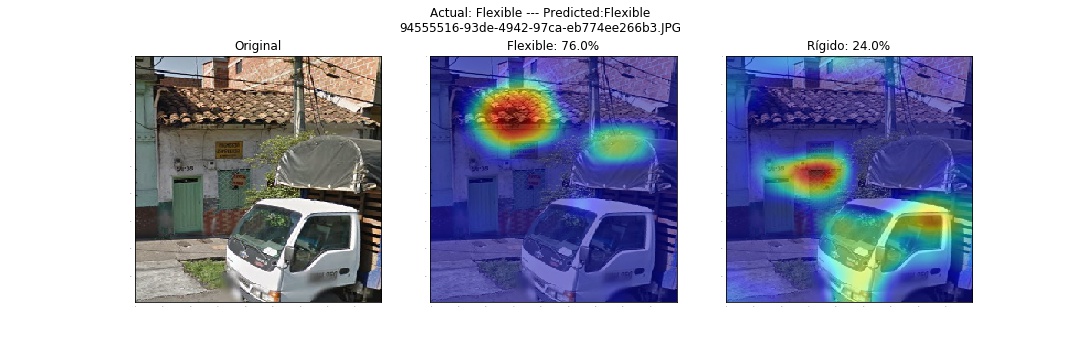 Actual: Flexible --- Predicted:Flexible
94555516-93de-4942-97ca-eb774ee266b3.JPG
Original
Flexible: 76.0%
Rígido: 24.0%